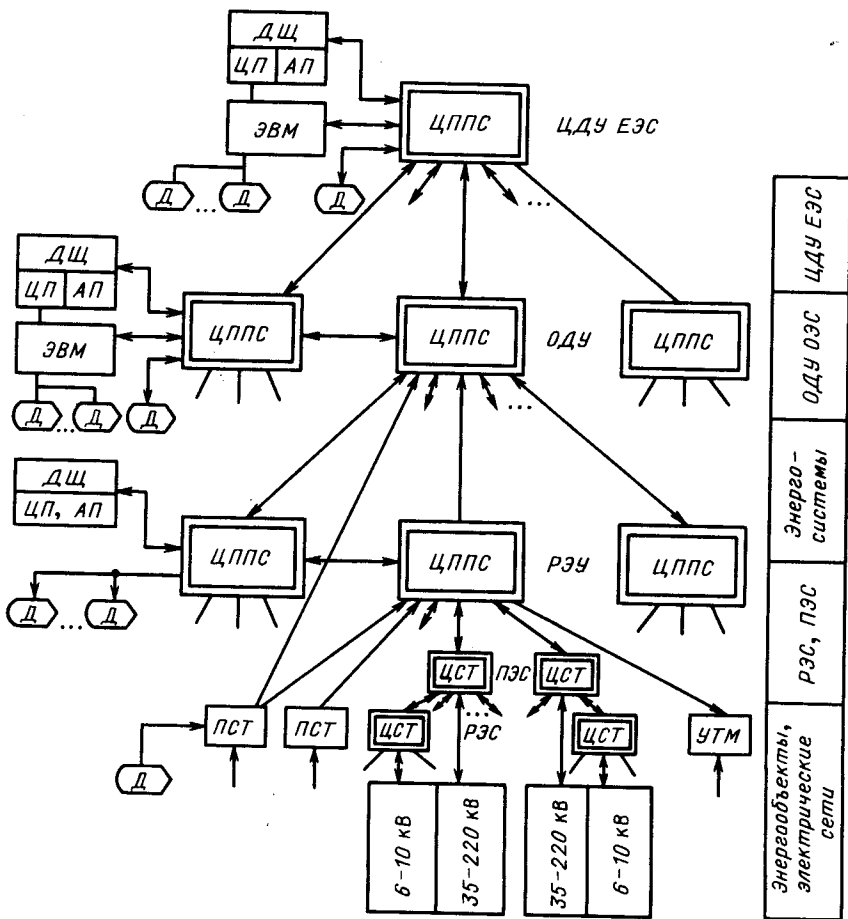 ДЩ
ЦП АП
ЭВМ
ЦППС
ЦДУ ЕЭС
Д ... Д
Д
...
ДЩ
ЦП АП
ЭВМ
ЦППС
ЦППС
ОДУ
ЦППС
Д ... Д
Д
...
ДЩ
ЦП, АП
ЦППС
ЦППС
РЭУ
ЦППС
Д ... Д
ЦСТ
ПЭС
ЦСТ
...
ПСТ
ПСТ
ЦСТ
РЭС
ЦСТ
УТМ
Д
6-10 кВ
35-220 кВ
35-220 кВ
6-10 кВ
ЦДУ ЕЭС
ОДУ ОЭС
Энерго-
системы
РЭС, ПЭС
Энергообъекты,
электрические
сети